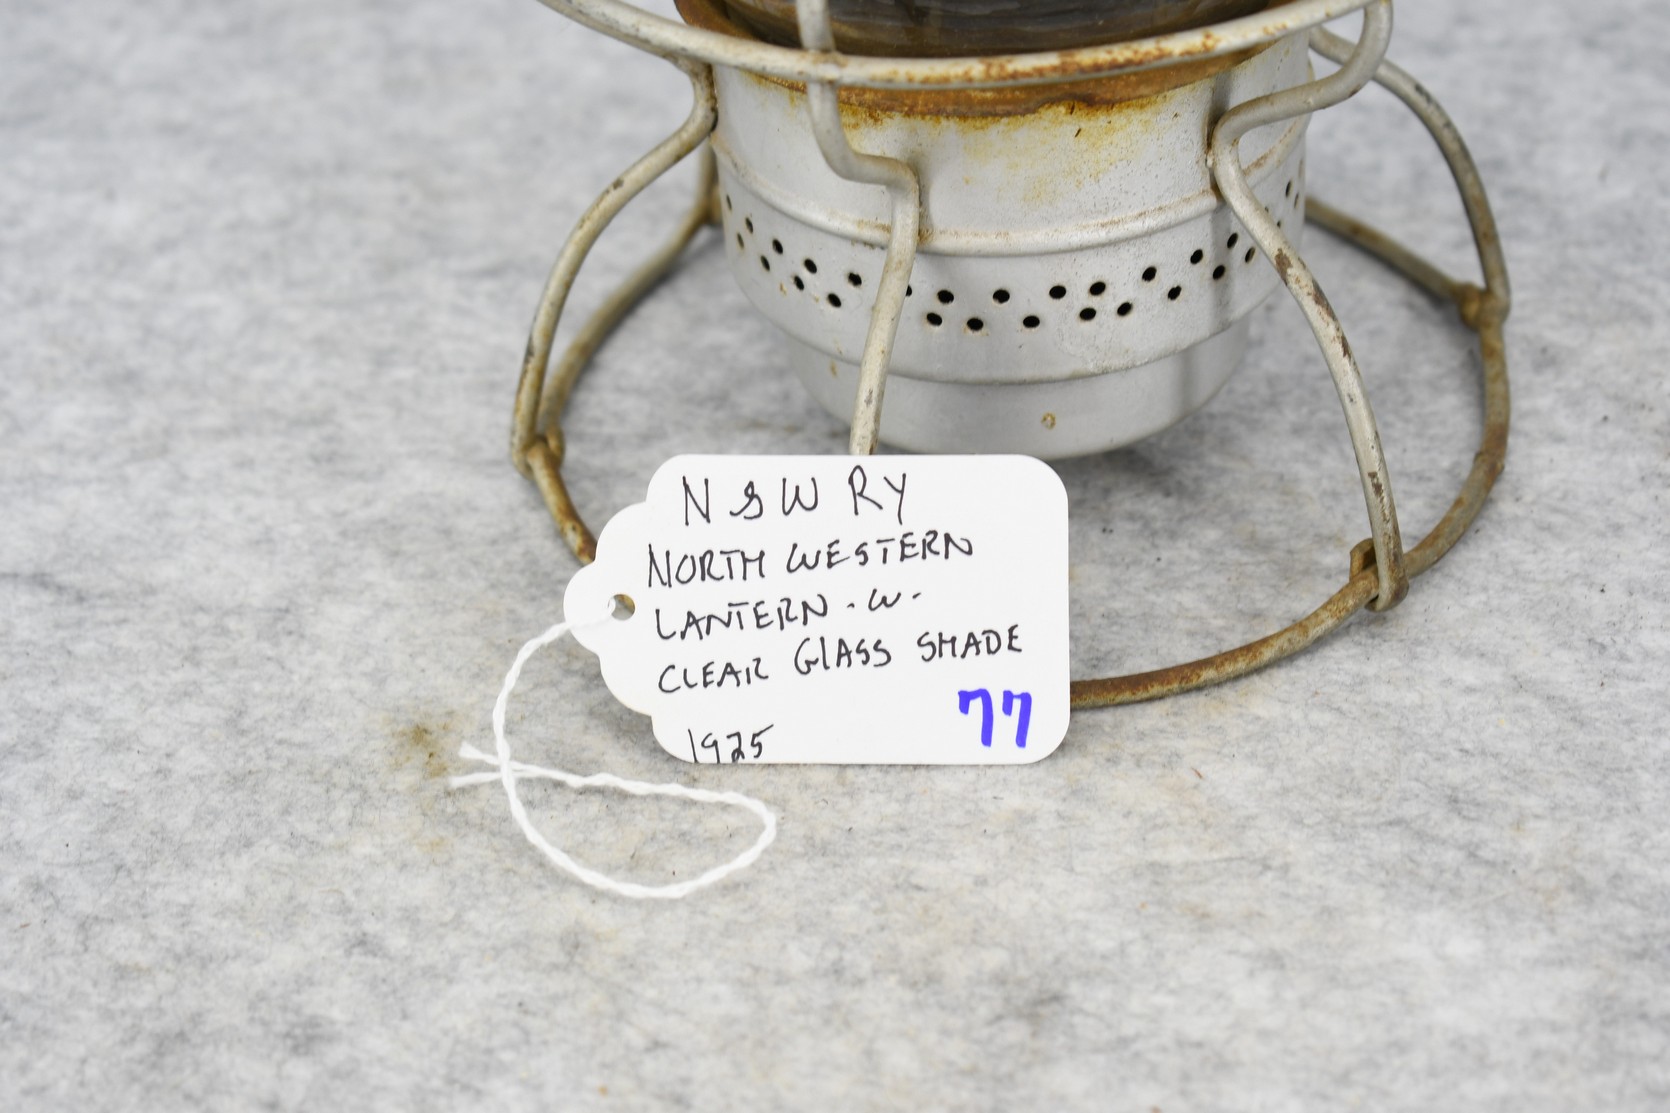 N & W RY
NORTH WESTERN
LANTERN - W -
CLEAR GLASS SHADE
77
1925